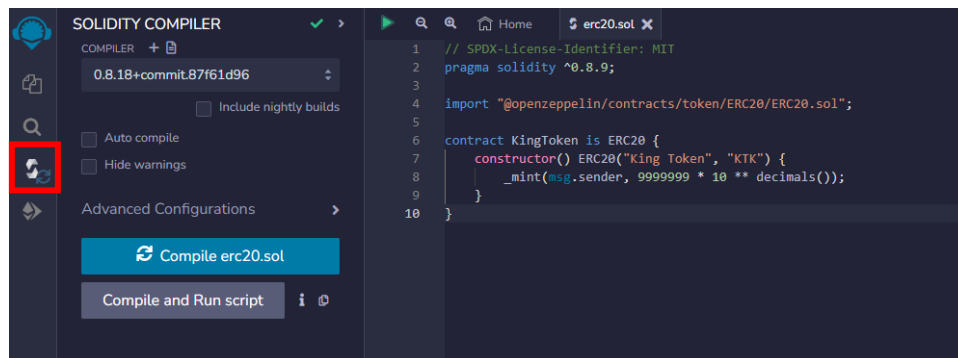 SOLIDITY COMPILER
COMPILER
0.8.18+commit.87f61d96
Include nightly builds
Auto compile
Hide warnings
Advanced Configurations
Compile erc20.sol
Compile and Run script
Home
erc20.sol
1 // SPDX-License-Identifier: MIT
2 pragma solidity ^0.8.9;
3
4 import "@openzeppelin/contracts/token/ERC20/ERC20.sol";
5
6 contract KingToken is ERC20 {
7 constructor() ERC20("King Token", "KTK") {
8 _mint(msg.sender, 9999999 * 10 ** decimals());
9 }
10 }